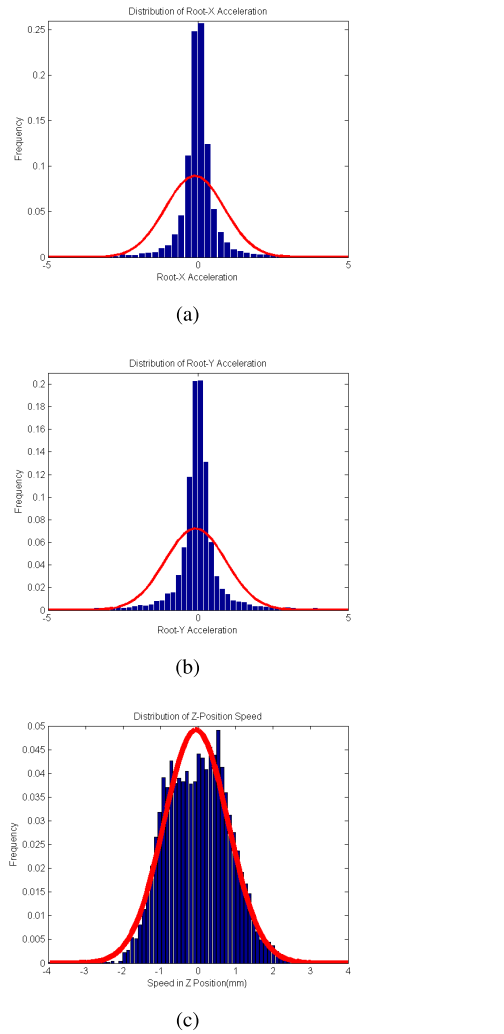 Distribution of Root-X Acceleration
0.25
0.2
0.15
0.1
0.05
0
Frequency
-5 0 5
Root-X Acceleration
(a)
Distribution of Root-Y Acceleration
0.2
0.18
0.16
0.14
0.12
0.1
0.08
0.06
0.04
0.02
0
Frequency
-5 0 5
Root-Y Acceleration
(b)
Distribution of Z-Position Speed
0.05
0.045
0.04
0.035
0.03
0.025
0.02
0.015
0.01
0.005
0
Frequency
-4 -3 -2 -1 0 1 2 3 4
Speed in Z Position(mm)
(c)